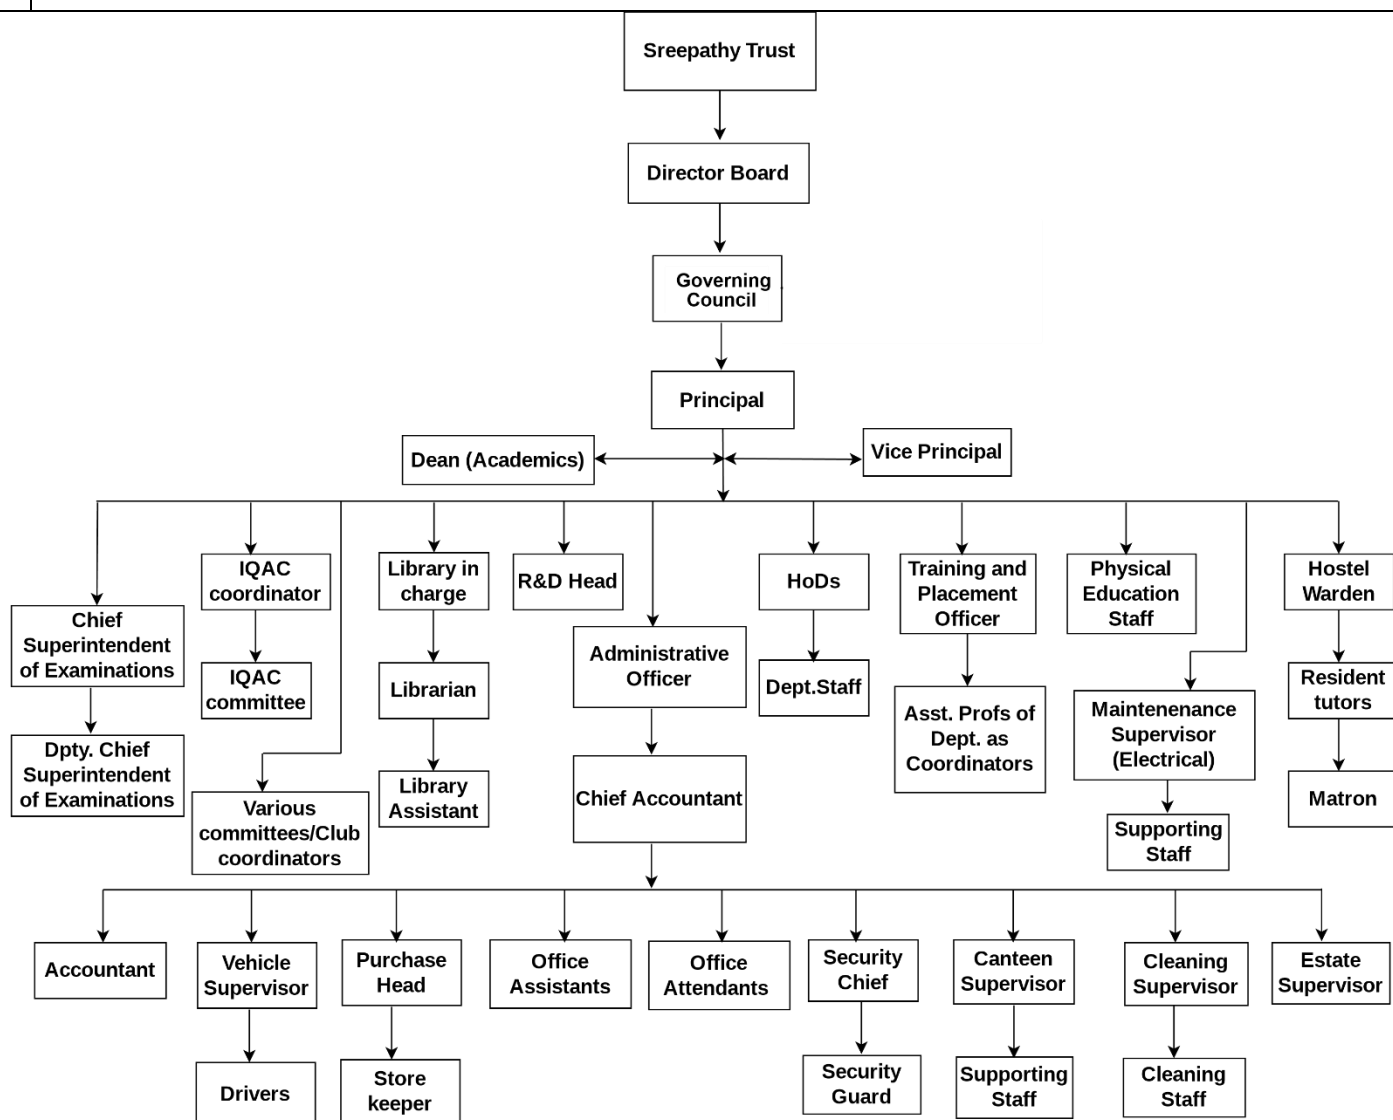 Sreepathy Trust
Director Board
Governing
Council
Principal
Dean (Academics)
Vice Principal
Chief
Superintendent
of Examinations
Dpty. Chief
Superintendent
of Examinations
IQAC
coordinator
IQAC
committee
Various
committees/Club
coordinators
Library in
charge
Librarian
Library
Assistant
R&D Head
Administrative
Officer
Chief Accountant
HoDs
Dept.Staff
Training and
Placement
Officer
Asst. Profs of
Dept. as
Coordinators
Physical
Education
Staff
Maintenenance
Supervisor
(Electrical)
Supporting
Staff
Hostel
Warden
Resident
tutors
Matron
Accountant
Vehicle
Supervisor
Drivers
Purchase
Head
Store
keeper
Office
Assistants
Office
Attendants
Security
Chief
Security
Guard
Canteen
Supervisor
Supporting
Staff
Cleaning
Supervisor
Cleaning
Staff
Estate
Supervisor